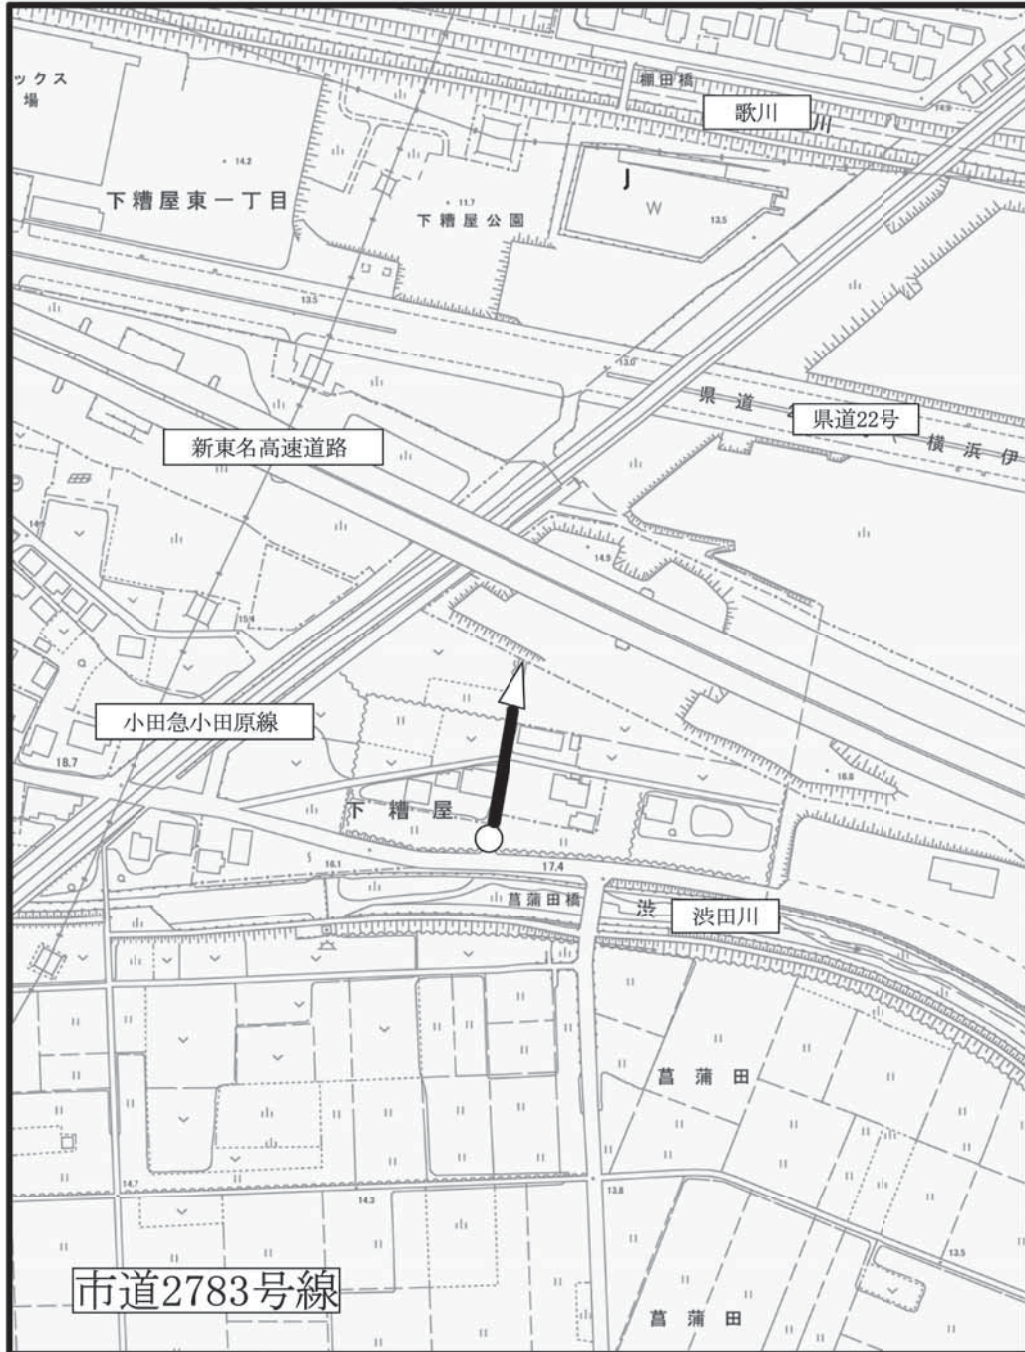 ックス
場
棚田橋
14.8
歌川
川
14.2
下糟屋東一丁目
11.7
下糟屋公園
13.5
13.5
13.0
県道2
県道22号
横浜伊
新東名高速道路
14.9
15.4
小田急小田原線
18.7
16.8
下糟屋
16.1
17.4
菖蒲田橋
渋
渋田川
菖蒲田
14.7
14.3
13.8
13.5
市道2783号線
菖蒲田